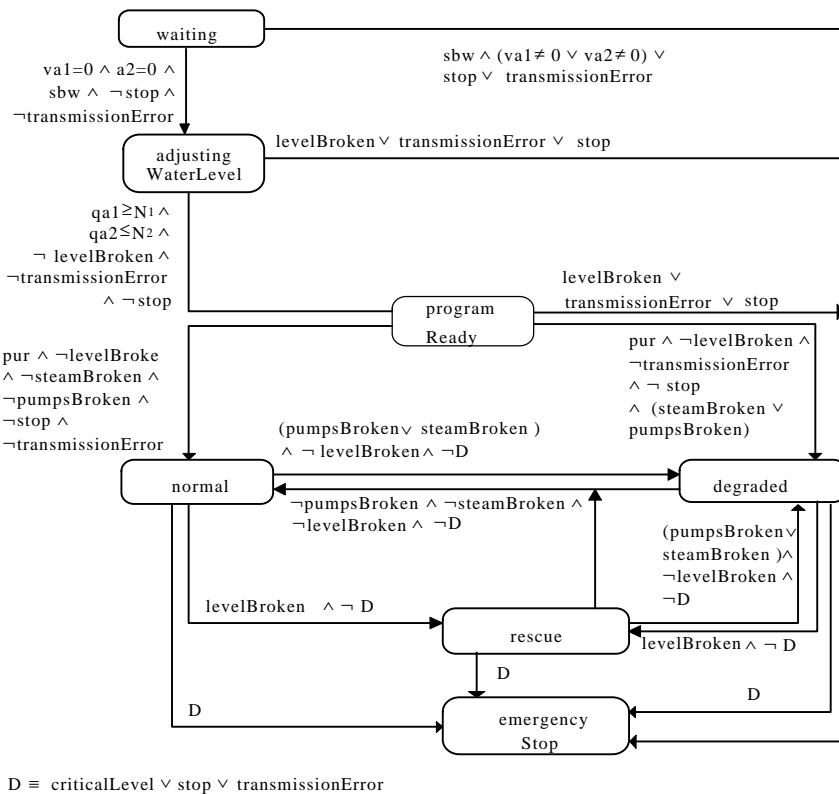 waiting
va1=0 ∧ a2=0 ∧
sbw ∧ ¬stop ∧
¬transmissionError
sbw ∧ (va1≠ 0 ∨ va2≠ 0) ∨
stop ∨ transmissionError
adjusting
WaterLevel
levelBroken ∨ transmissionError ∨ stop
qa1≥N1 ∧
qa2≤N2 ∧
¬ levelBroken ∧
¬transmissionError
∧ ¬stop
program
Ready
levelBroken ∨
transmissionError ∨ stop
pur ∧ ¬levelBroke
∧ ¬steamBroken ∧
¬pumpsBroken ∧
¬stop ∧
¬transmissionError
pur ∧ ¬levelBroken ∧
¬transmissionError
∧ ¬ stop
∧ (steamBroken ∨
pumpsBroken)
(pumpsBroken ∨ steamBroken )
∧ ¬ levelBroken ∧ ¬D
normal
degraded
¬pumpsBroken ∧ ¬steamBroken ∧
¬levelBroken ∧ ¬D
(pumpsBroken ∨
steamBroken ) ∧
¬levelBroken ∧
¬D
levelBroken ∧ ¬ D
rescue
levelBroken ∧ ¬ D
D
D
D
emergency
Stop
D ≡ criticalLevel ∨ stop ∨ transmissionError